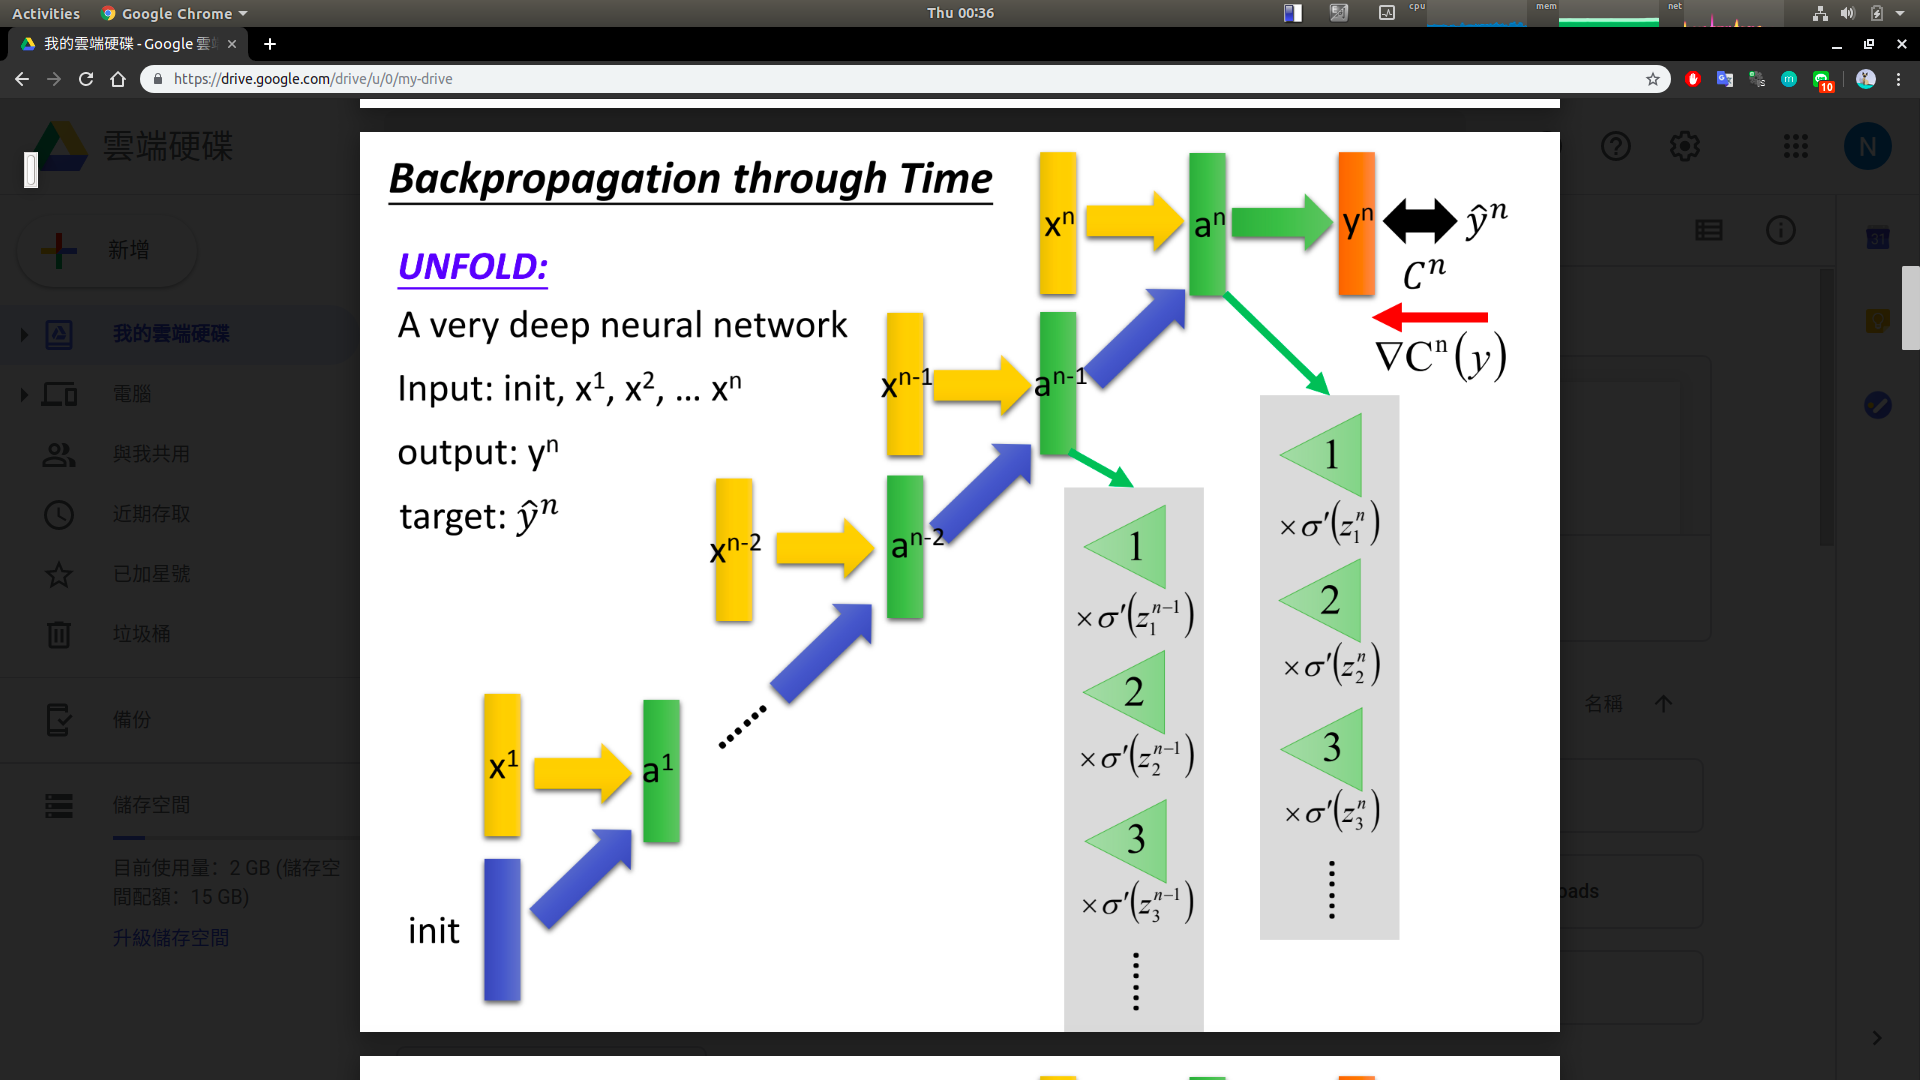 Activities Google Chrome Thu 00:36 cpu mem net
我的雲端硬碟 - Google 雲
https://drive.google.com/drive/u/0/my-drive
10
雲端硬碟
N
新增
我的雲端硬碟
電腦
與我共用
近期存取
已加星號
垃圾桶
備份
儲存空間
目前使用量：2 GB (儲存空
間配額：15 GB)
升級儲存空間
31
名稱
oads
Backpropagation through Time
UNFOLD:
A very deep neural network
Input: init, x¹, x², … xⁿ
output: yⁿ
target: ŷⁿ
xⁿ aⁿ yⁿ ŷⁿ
Cⁿ
∇Cⁿ(y)
xⁿ⁻¹ aⁿ⁻¹
xⁿ⁻² aⁿ⁻²
x¹ a¹
init
1
×σ′(z₁ⁿ⁻¹)
2
×σ′(z₂ⁿ⁻¹)
3
×σ′(z₃ⁿ⁻¹)
1
×σ′(z₁ⁿ)
2
×σ′(z₂ⁿ)
3
×σ′(z₃ⁿ)